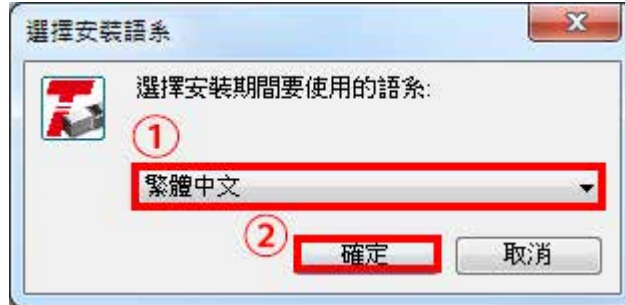 選擇安裝語系
選擇安裝期間要使用的語系:
①
繁體中文
②
確定
取消